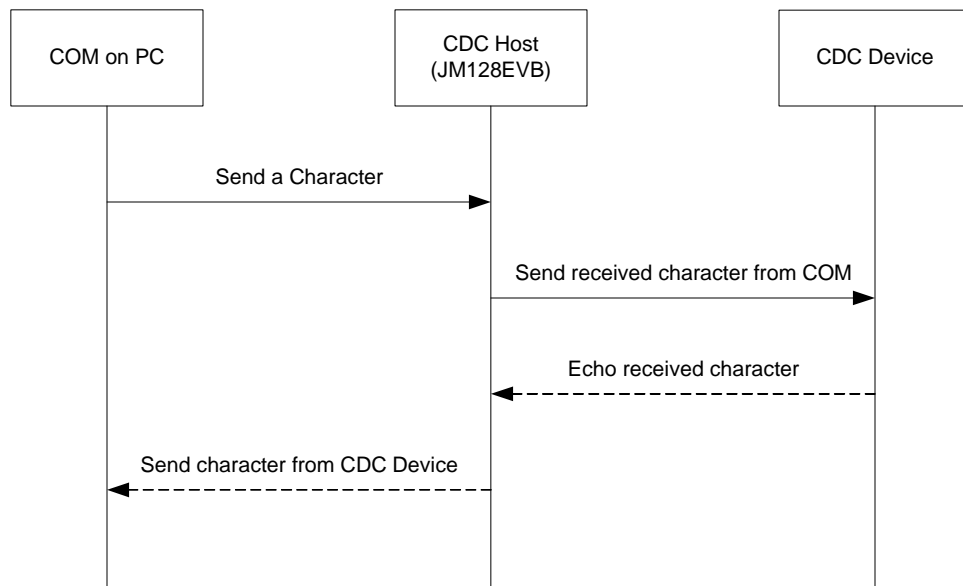 COM on PC
CDC Host
(JM128EVB)
CDC Device
Send a Character
Send received character from COM
Echo received character
Send character from CDC Device